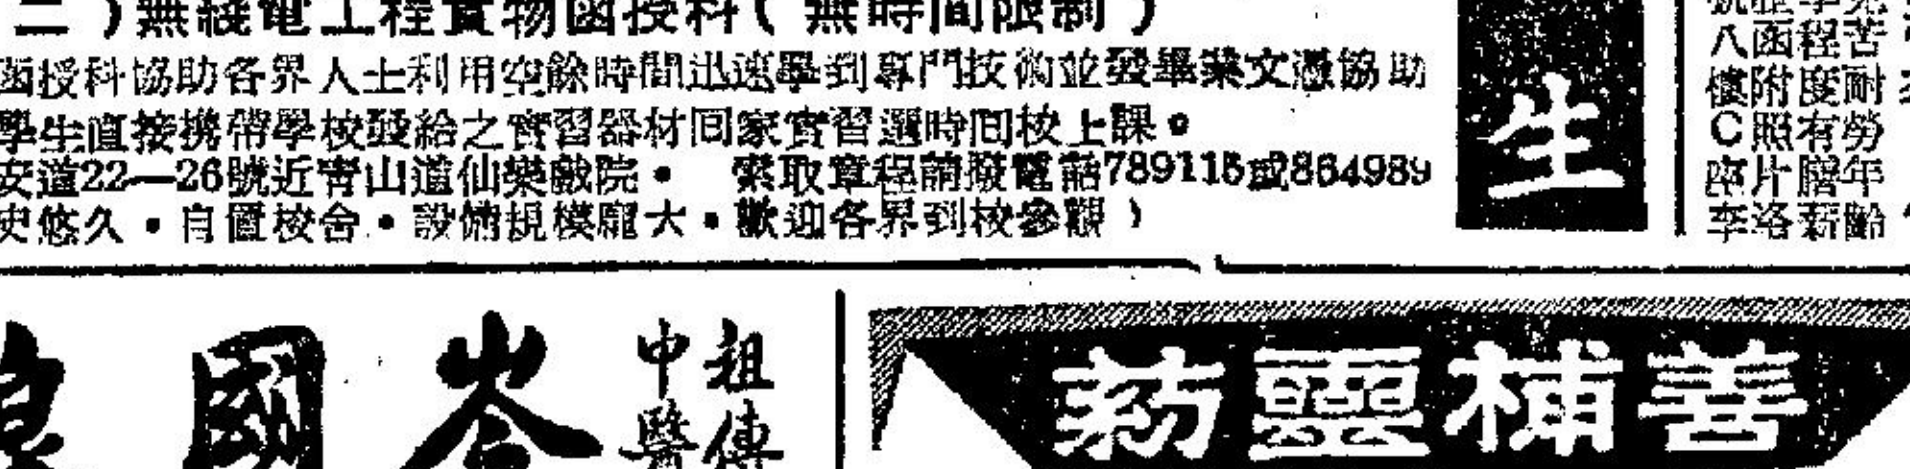 二)無綫電工程實物函授科(無時間限制)
函授科協助各界人士利用空餘時間迅速學到專門技術並發畢業文憑協助
學生直接携帶學校發給之實習器材回家實習選時間校上課。
安道22—26號近靑山道仙樂戲院• 索取章程請撥電話789115或864989
史悠久•自置校舍•設備規模龐大•歡迎各界到校參觀)
生
八函程苦
樓附度耐
C照有勞
座片膳年
李洛薪齡
國岑
祖傳
中醫
善補靈